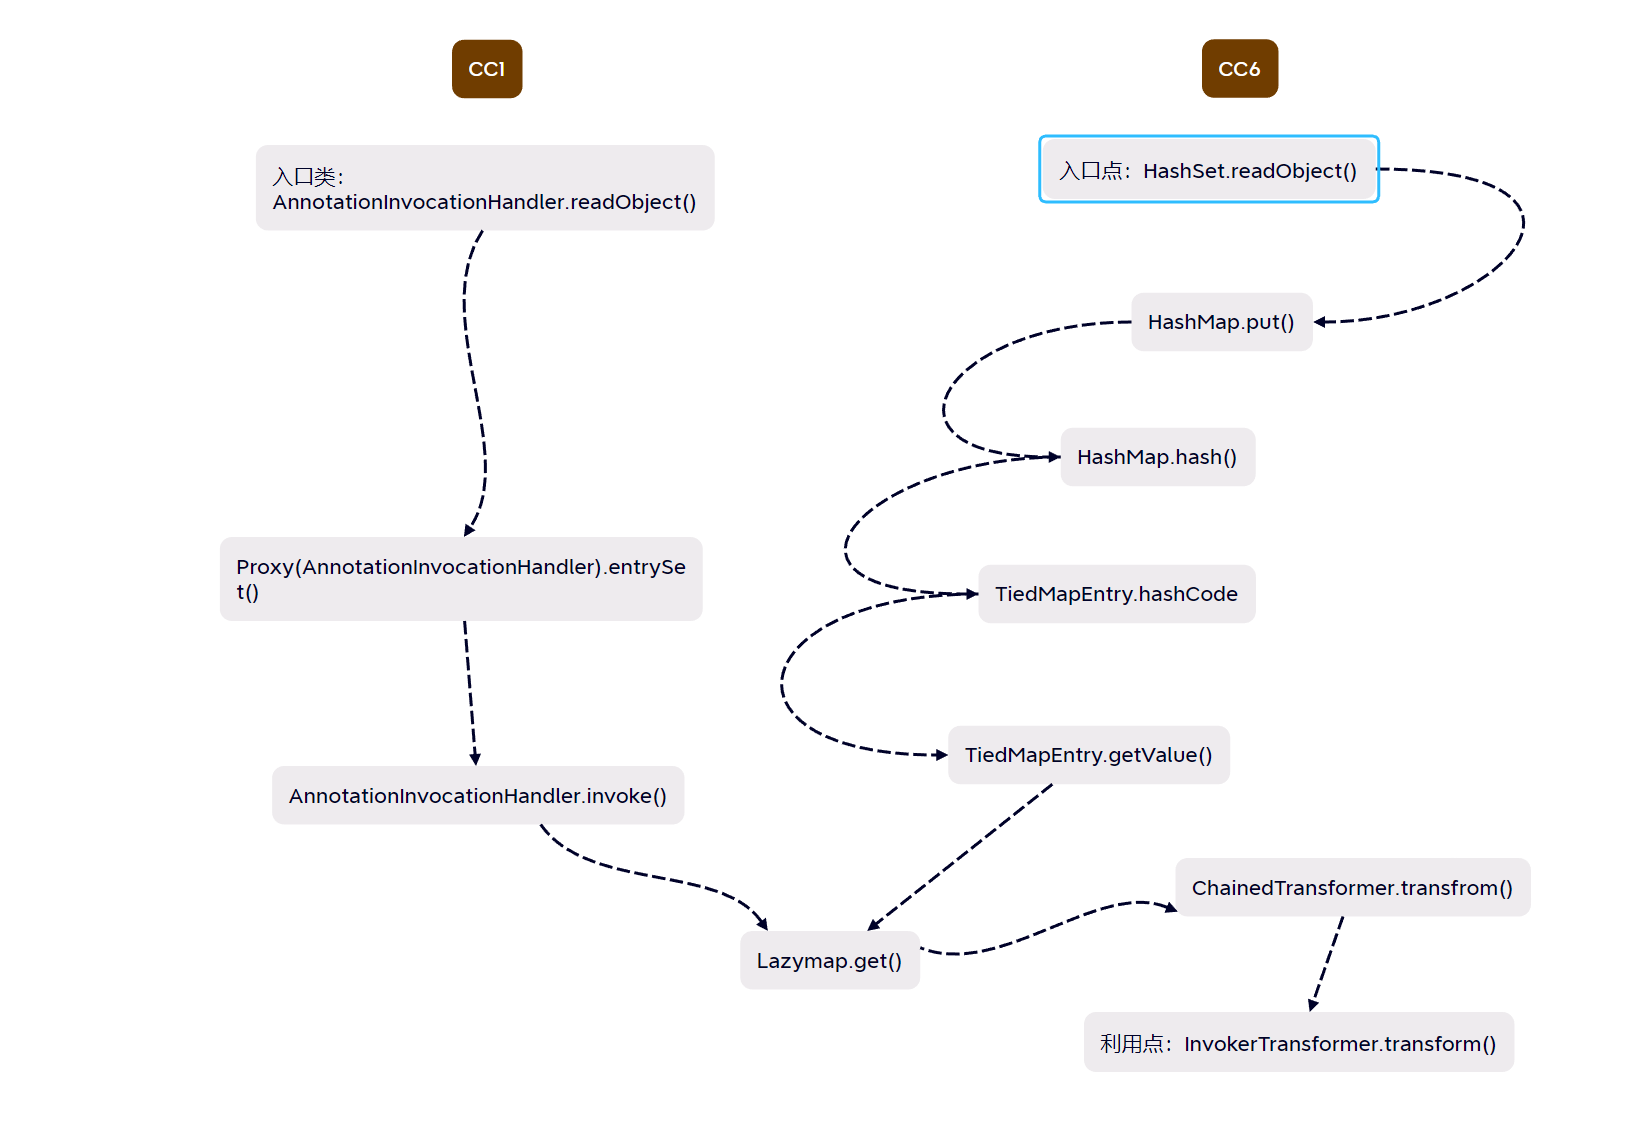 CC1
CC6
入口类：
AnnotationInvocationHandler.readObject()
入口点：HashSet.readObject()
HashMap.put()
HashMap.hash()
Proxy(AnnotationInvocationHandler).entrySe
t()
TiedMapEntry.hashCode
TiedMapEntry.getValue()
AnnotationInvocationHandler.invoke()
ChainedTransformer.transfrom()
Lazymap.get()
利用点：InvokerTransformer.transform()